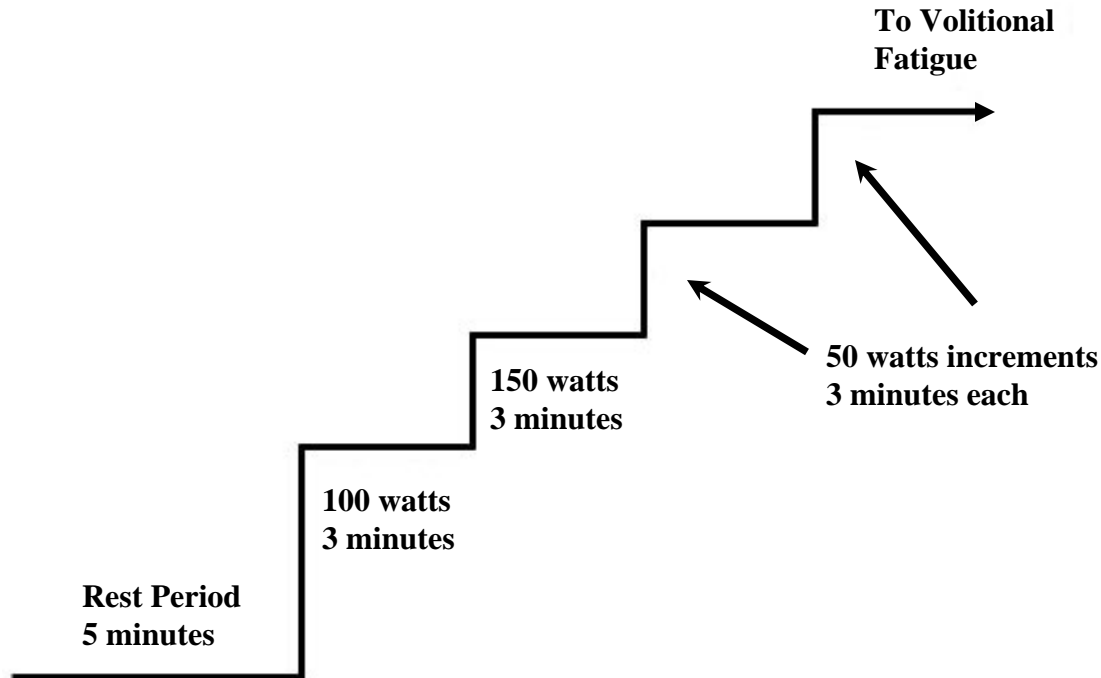 To Volitional
Fatigue
50 watts increments
3 minutes each
150 watts
3 minutes
100 watts
3 minutes
Rest Period
5 minutes